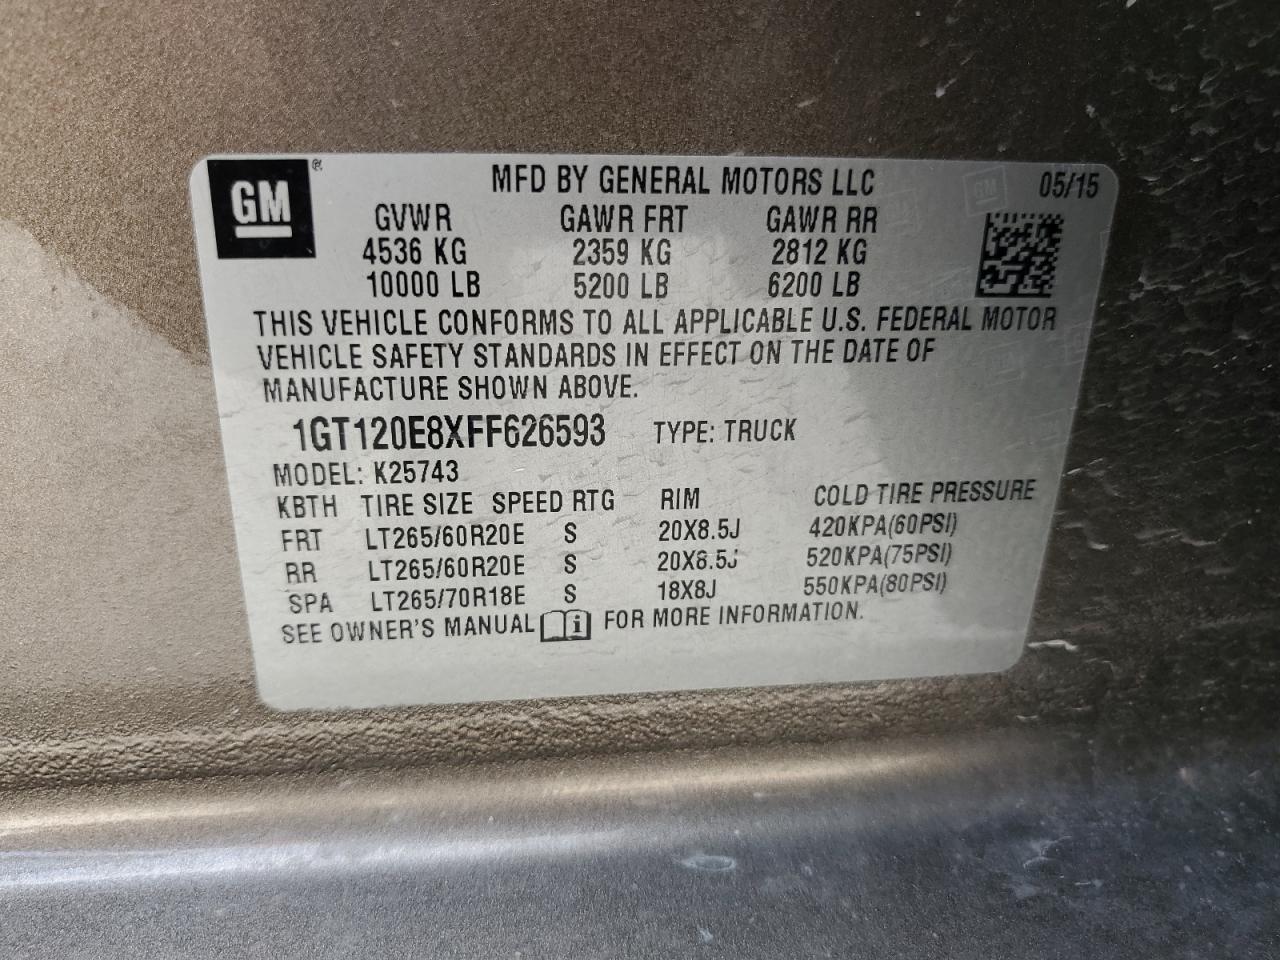 GM ®
MFD BY GENERAL MOTORS LLC 05/15
GVWR GAWR FRT GAWR RR
4536 KG 2359 KG 2812 KG
10000 LB 5200 LB 6200 LB
THIS VEHICLE CONFORMS TO ALL APPLICABLE U.S. FEDERAL MOTOR
VEHICLE SAFETY STANDARDS IN EFFECT ON THE DATE OF
MANUFACTURE SHOWN ABOVE.
1GT120E8XFF626593 TYPE: TRUCK
MODEL: K25743
KBTH TIRE SIZE SPEED RTG RIM COLD TIRE PRESSURE
FRT LT265/60R20E S 20X8.5J 420KPA(60PSI)
RR LT265/60R20E S 20X8.5J 520KPA(75PSI)
SPA LT265/70R18E S 18X8J 550KPA(80PSI)
SEE OWNER'S MANUAL i FOR MORE INFORMATION.